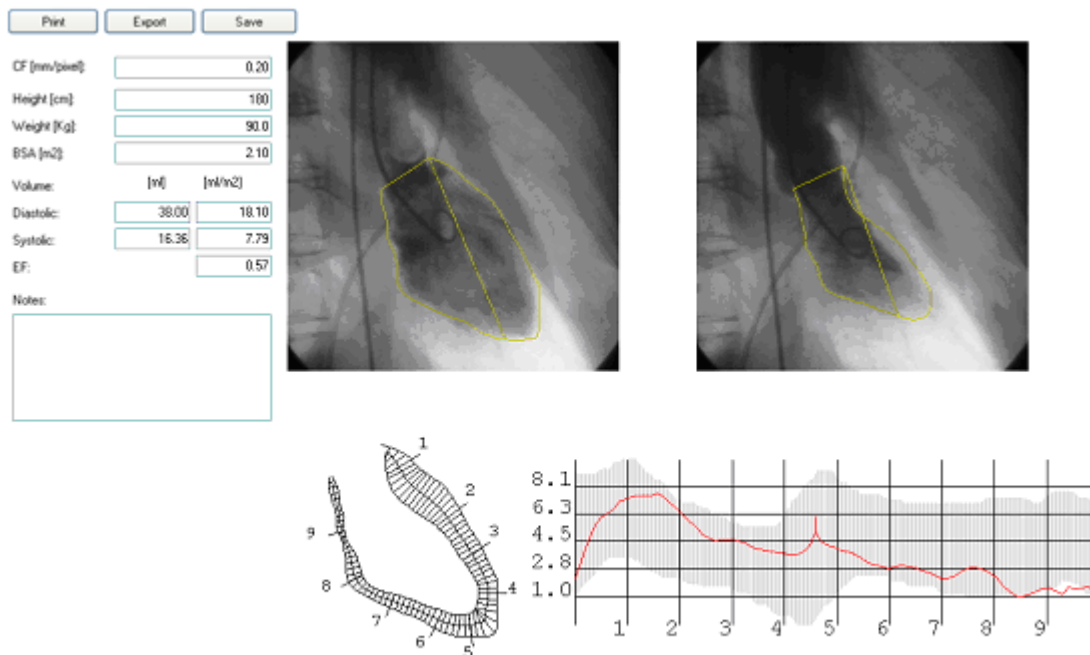 Print Export Save
CF [mm/pixel]: 0.20
Height [cm]: 180
Weight [Kg]: 90.0
BSA [m2]: 2.10
Volume: [ml] [ml/m2]
Diastolic: 38.00 18.10
Systolic: 16.36 7.79
EF: 0.57
Notes:
1
2
3
4
5
6
7
8
9
8.1
6.3
4.5
2.8
1.0
1 2 3 4 5 6 7 8 9